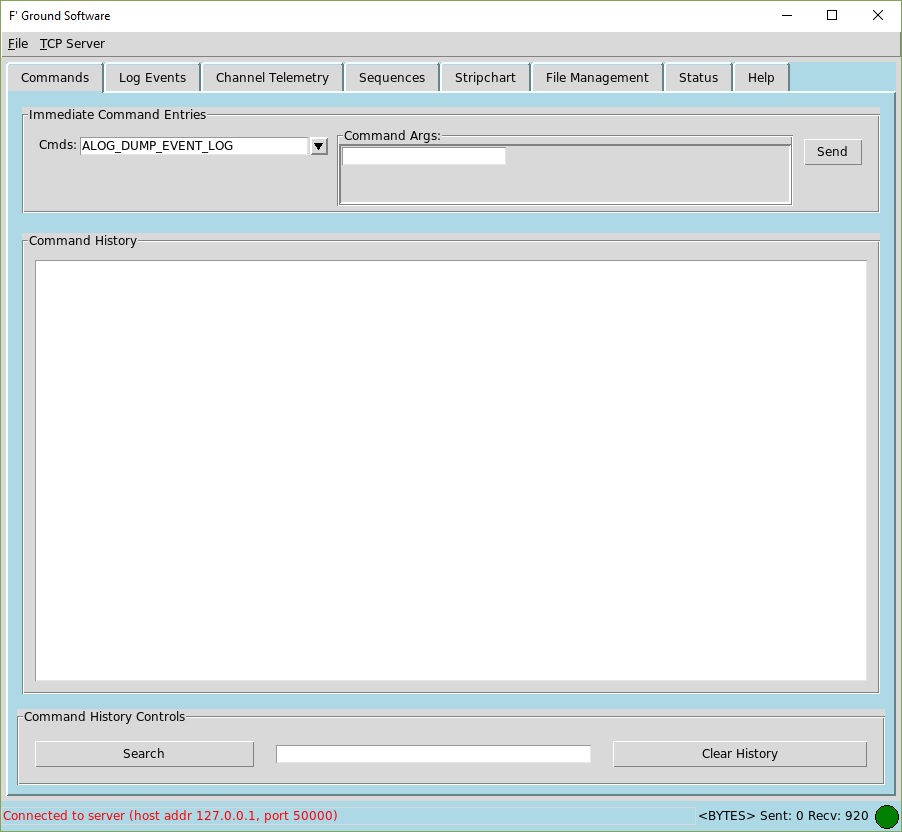 F' Ground Software
File TCP Server
Commands Log Events Channel Telemetry Sequences Stripchart File Management Status Help
Immediate Command Entries
Command Args:
Cmds: ALOG_DUMP_EVENT_LOG
Send
Command History
Command History Controls
Search Clear History
Connected to server (host addr 127.0.0.1, port 50000) <BYTES> Sent: 0 Recv: 920